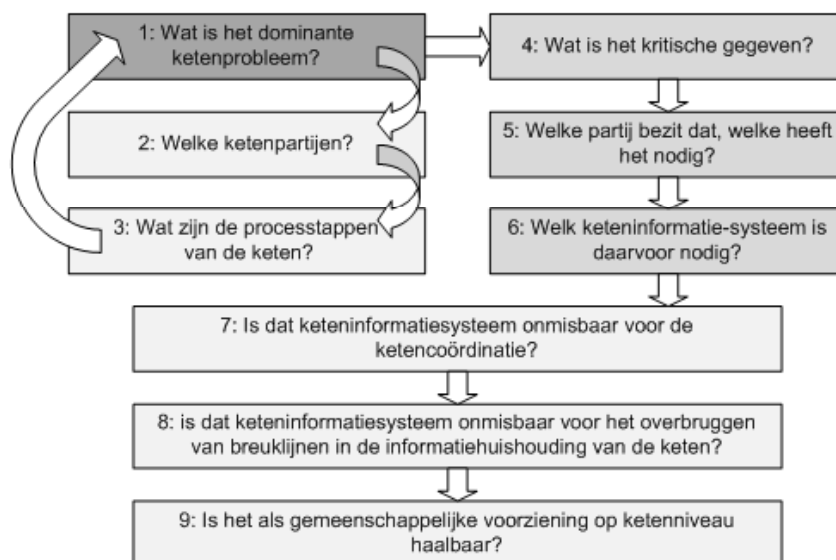 1: Wat is het dominante
ketenprobleem?
2: Welke ketenpartijen?
3: Wat zijn de processtappen
van de keten?
4: Wat is het kritische gegeven?
5: Welke partij bezit dat, welke heeft
het nodig?
6: Welk keteninformatie-systeem is
daarvoor nodig?
7: Is dat keteninformatiesysteem onmisbaar voor de
ketencoördinatie?
8: is dat keteninformatiesysteem onmisbaar voor het overbruggen
van breuklijnen in de informatiehuishouding van de keten?
9: Is het als gemeenschappelijke voorziening op ketenniveau
haalbaar?